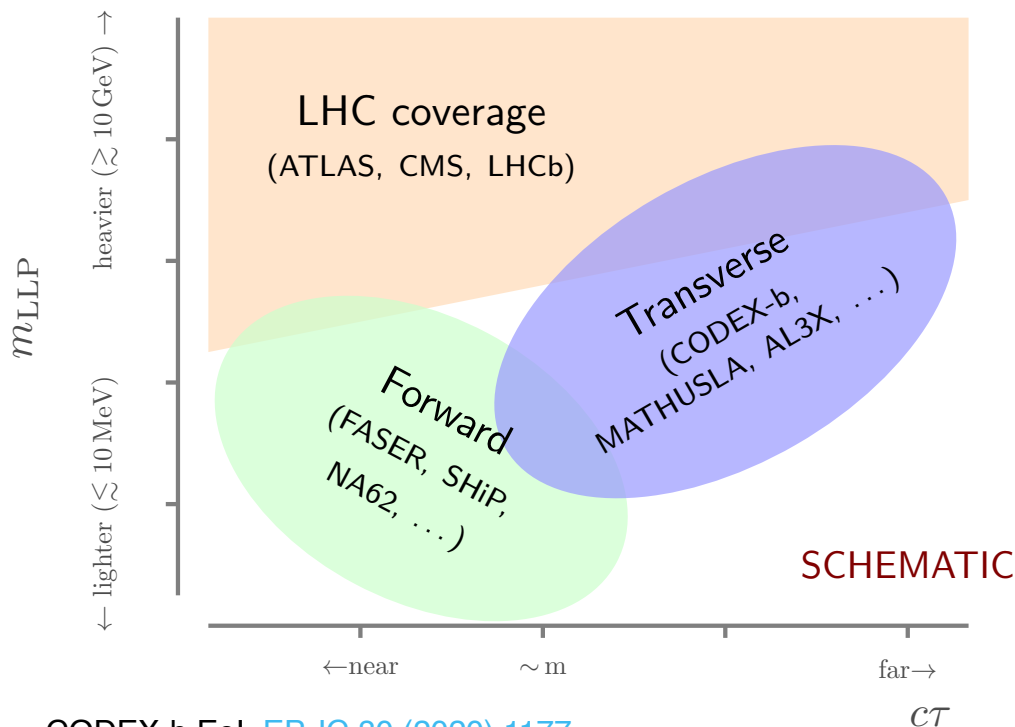 LHC coverage
(ATLAS, CMS, LHCb)
Transverse
(CODEX-b,
MATHUSLA, AL3X, ...)
Forward
(FASER, SHiP,
NA62, ...)
SCHEMATIC
m_LLP
heavier (≳ 10 GeV) →
← lighter (≲ 10 MeV)
←near
∼ m
far→
cτ